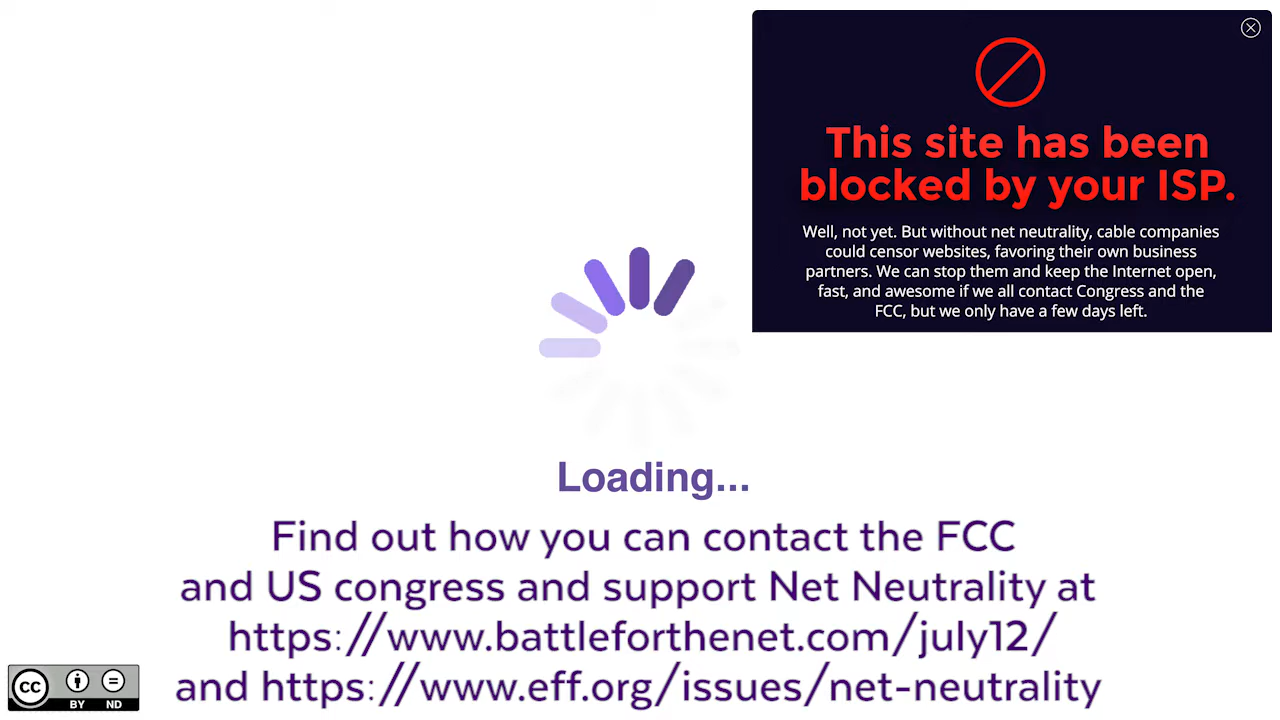 This site has been
blocked by your ISP.
Well, not yet. But without net neutrality, cable companies
could censor websites, favoring their own business
partners. We can stop them and keep the Internet open,
fast, and awesome if we all contact Congress and the
FCC, but we only have a few days left.
Loading...
Find out how you can contact the FCC
and US congress and support Net Neutrality at
https://www.battleforthenet.com/july12/
and https://www.eff.org/issues/net-neutrality
cc
BY ND